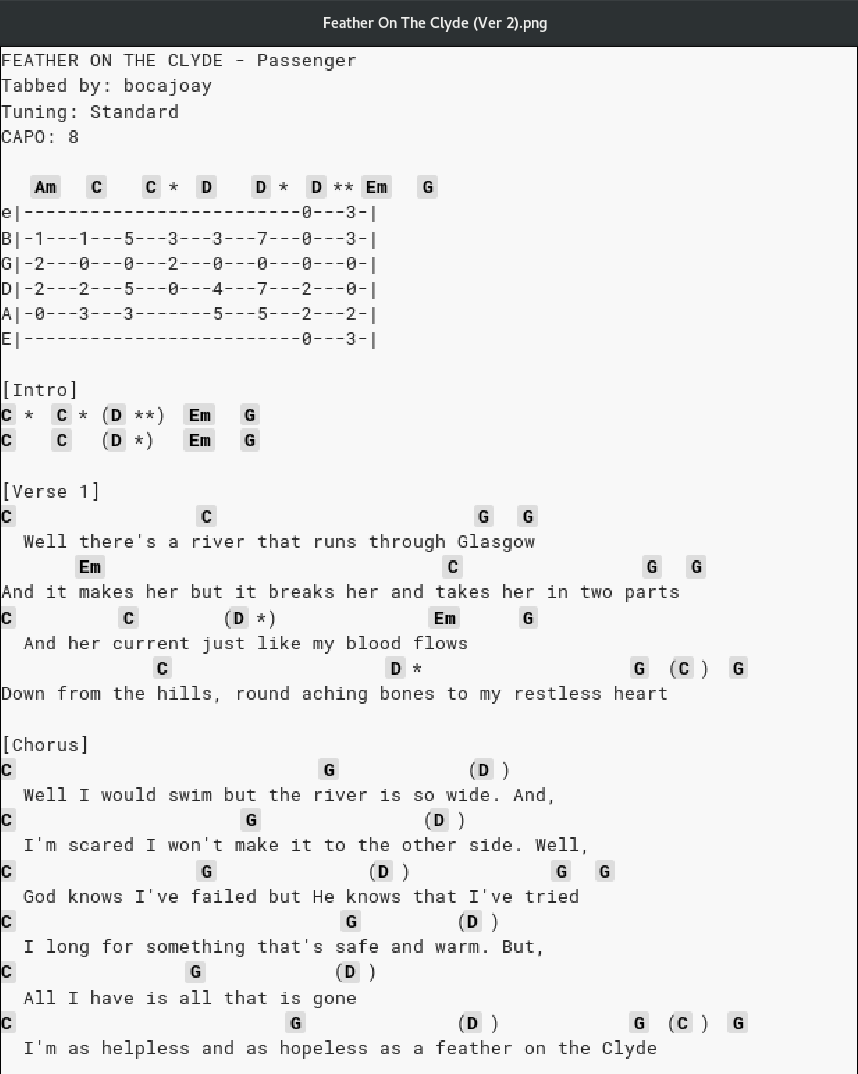 Feather On The Clyde (Ver 2).png
FEATHER ON THE CLYDE - Passenger
Tabbed by: bocajoay
Tuning: Standard
CAPO: 8
Am C C * D D * D ** Em G
e|-------------------------0---3-|
B|-1---1---5---3---3---7---0---3-|
G|-2---0---0---2---0---0---0---0-|
D|-2---2---5---0---4---7---2---0-|
A|-0---3---3-------5---5---2---2-|
E|-------------------------0---3-|
[Intro]
C * C * (D **) Em G
C C (D *) Em G
[Verse 1]
C C G G
Well there's a river that runs through Glasgow
Em C G G
And it makes her but it breaks her and takes her in two parts
C C (D *) Em G
And her current just like my blood flows
C D * G (C ) G
Down from the hills, round aching bones to my restless heart
[Chorus]
C G (D )
Well I would swim but the river is so wide. And,
C G (D )
I'm scared I won't make it to the other side. Well,
C G (D ) G G
God knows I've failed but He knows that I've tried
C G (D )
I long for something that's safe and warm. But,
C G (D )
All I have is all that is gone
C G (D ) G (C ) G
I'm as helpless and as hopeless as a feather on the Clyde